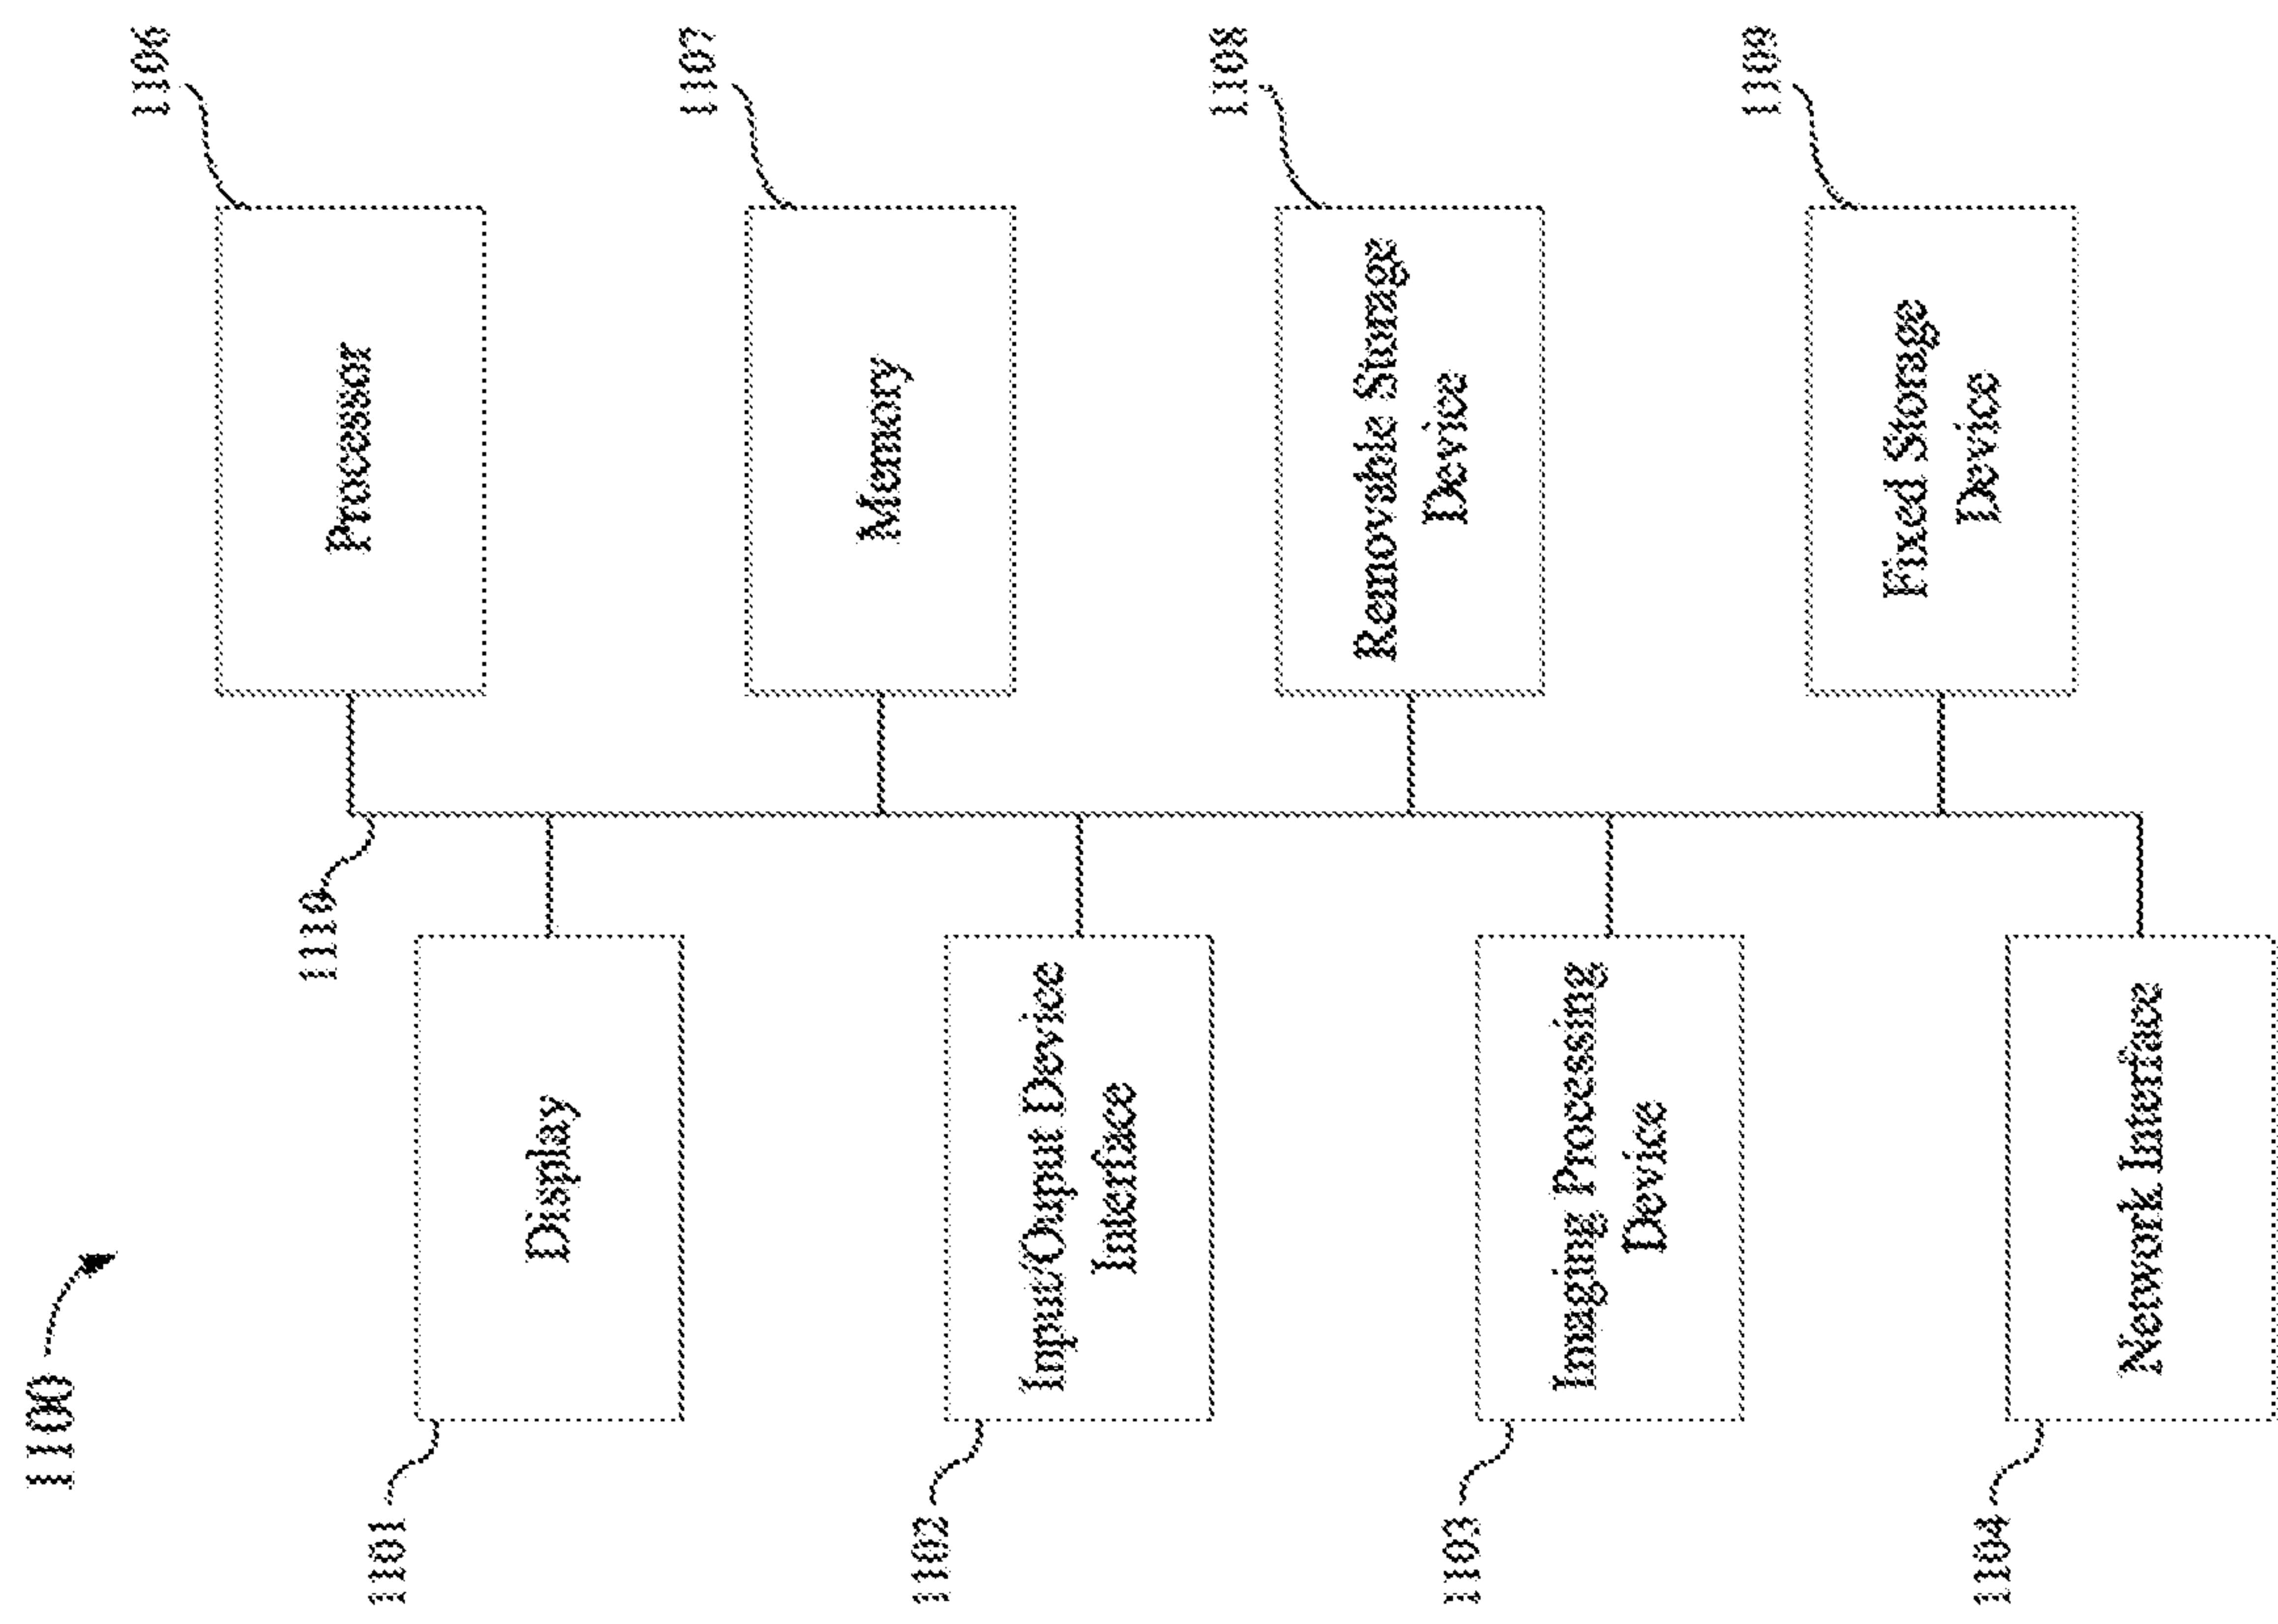 1100
1101
Display
1102
Input/Ouput Device
Interface
1103
Imaging Processing
Device
1104
Network Interface
1110
Processor
1106
Memory
1107
Removable Storage
Device
1108
Fixed Storage
Device
1109